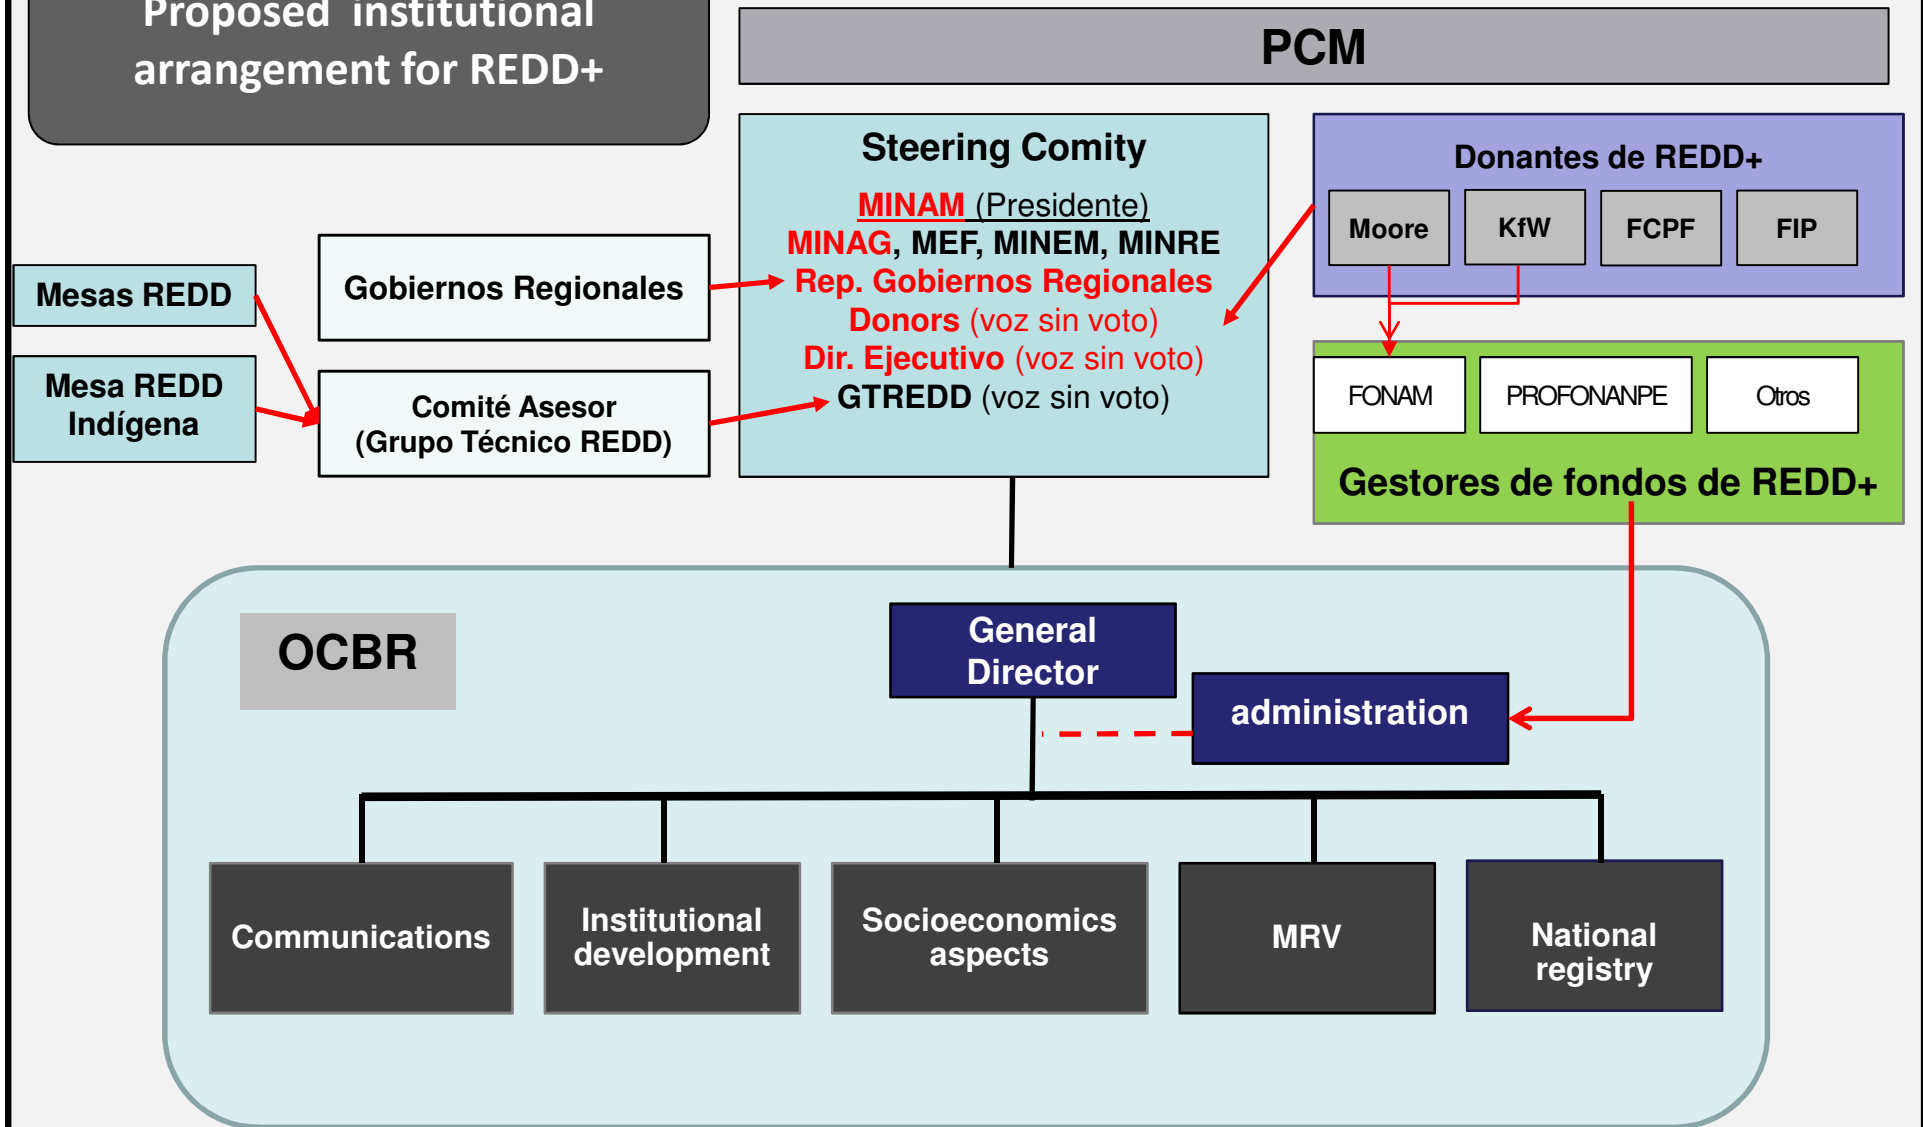 Proposed institutional
arrangement for REDD+
PCM
Steering Comity
MINAM (Presidente)
MINAG, MEF, MINEM, MINRE
Rep. Gobiernos Regionales
Donors (voz sin voto)
Dir. Ejecutivo (voz sin voto)
GTREDD (voz sin voto)
Donantes de REDD+
Moore
KfW
FCPF
FIP
Mesas REDD
Mesa REDD
Indígena
Gobiernos Regionales
Comité Asesor
(Grupo Técnico REDD)
FONAM
PROFONANPE
Otros
Gestores de fondos de REDD+
OCBR
General
Director
administration
Communications
Institutional
development
Socioeconomics
aspects
MRV
National
registry